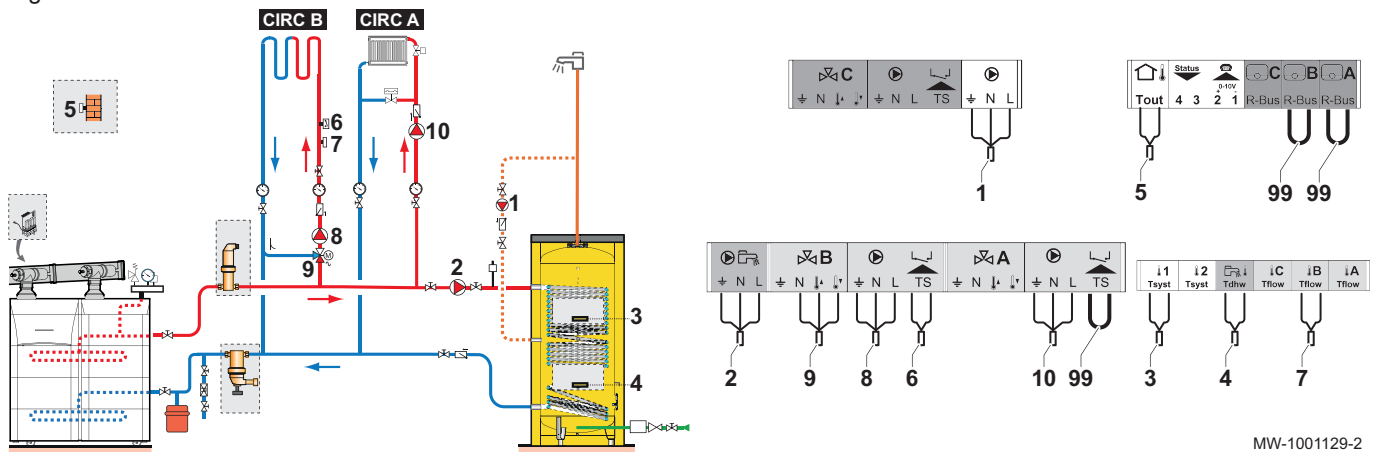 CIRC B CIRC A
5
6
7
10
1
8
9
M
2
3
4
C
N N L TS N L
1
Status C B A
0-10V
+ -
Tout 4 3 2 1 R-Bus R-Bus R-Bus
5 99 99
B A
N L N N L TS N N L TS
2 9 8 6 10 99
1 2 C B A
Tsyst Tsyst Tdhw Tflow Tflow Tflow
3 4 7
MW-1001129-2